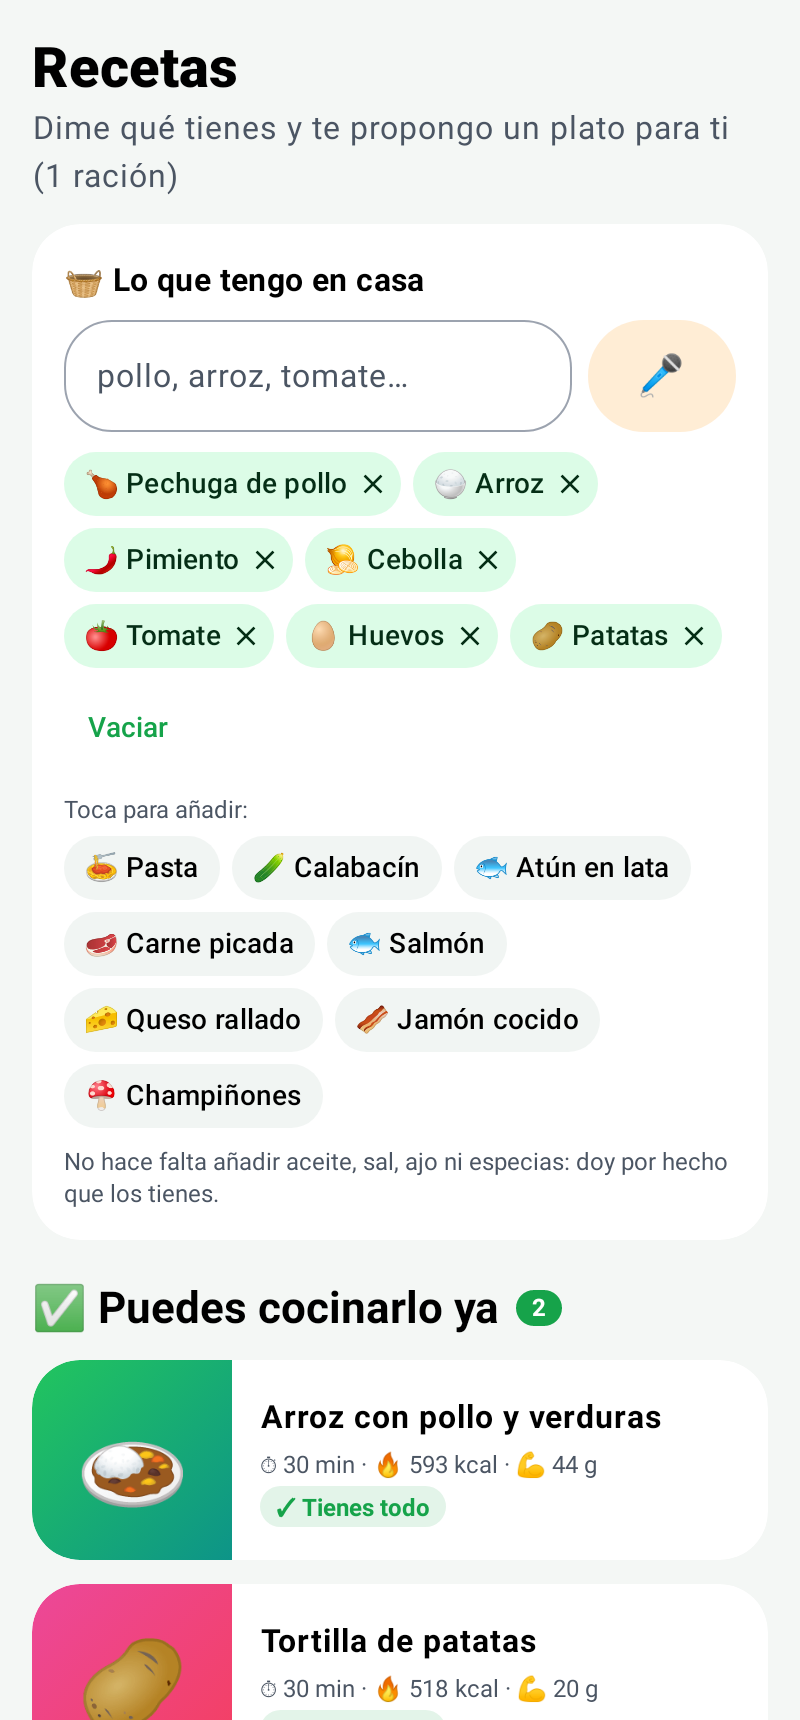 Recetas
Dime qué tienes y te propongo un plato para ti
(1 ración)
Lo que tengo en casa
pollo, arroz, tomate…
Pechuga de pollo ✕ Arroz ✕
Pimiento ✕ Cebolla ✕
Tomate ✕ Huevos ✕ Patatas ✕
Vaciar
Toca para añadir:
Pasta Calabacín Atún en lata
Carne picada Salmón
Queso rallado Jamón cocido
Champiñones
No hace falta añadir aceite, sal, ajo ni especias: doy por hecho
que los tienes.
✅ Puedes cocinarlo ya 2
Arroz con pollo y verduras
⏱ 30 min · 🔥 593 kcal · 💪 44 g
✓ Tienes todo
Tortilla de patatas
⏱ 30 min · 🔥 518 kcal · 💪 20 g